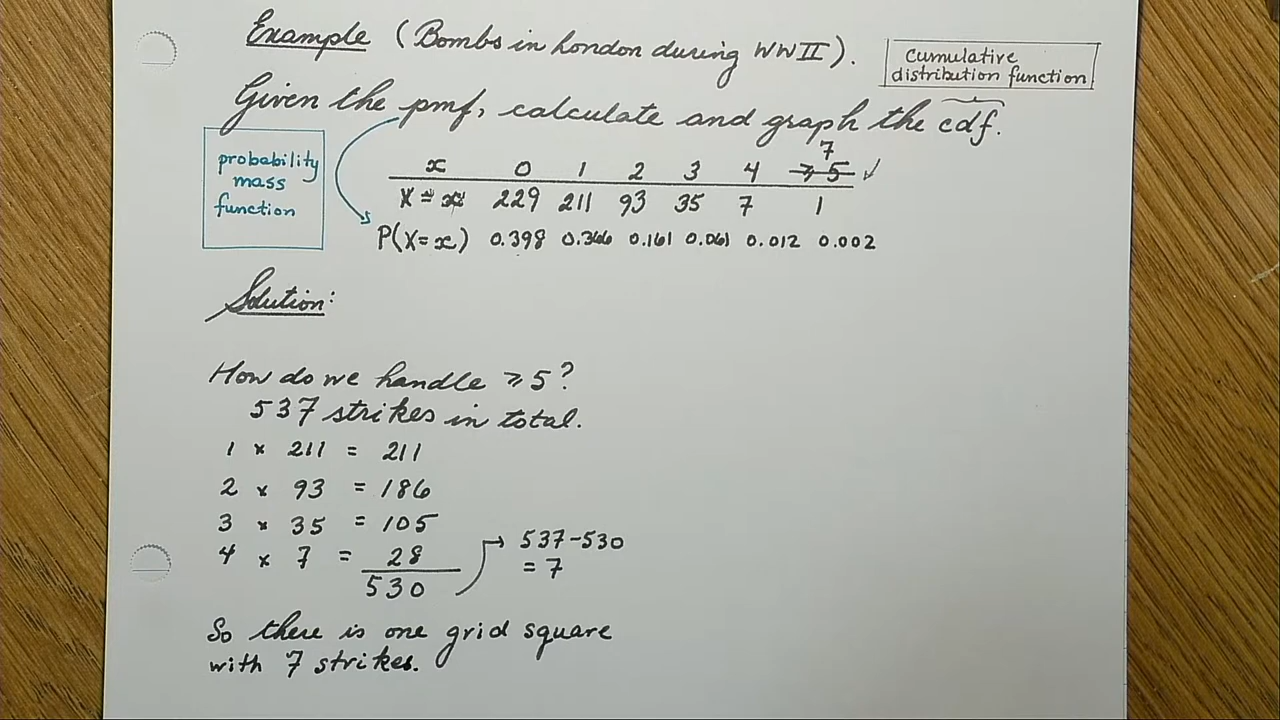 Example (Bombs in London during WWII).
Cumulative
distribution function
Given the pmf, calculate and graph the cdf.
probability
mass
function
7
x 0 1 2 3 4 ≥5 ✓
X = x 229 211 93 35 7 1
P(X=x) 0.398 0.366 0.161 0.061 0.012 0.002
Solution:
How do we handle ≥5?
537 strikes in total.
1 × 211 = 211
2 × 93 = 186
3 × 35 = 105
4 × 7 = 28
530
→ 537-530
= 7
So there is one grid square
with 7 strikes.